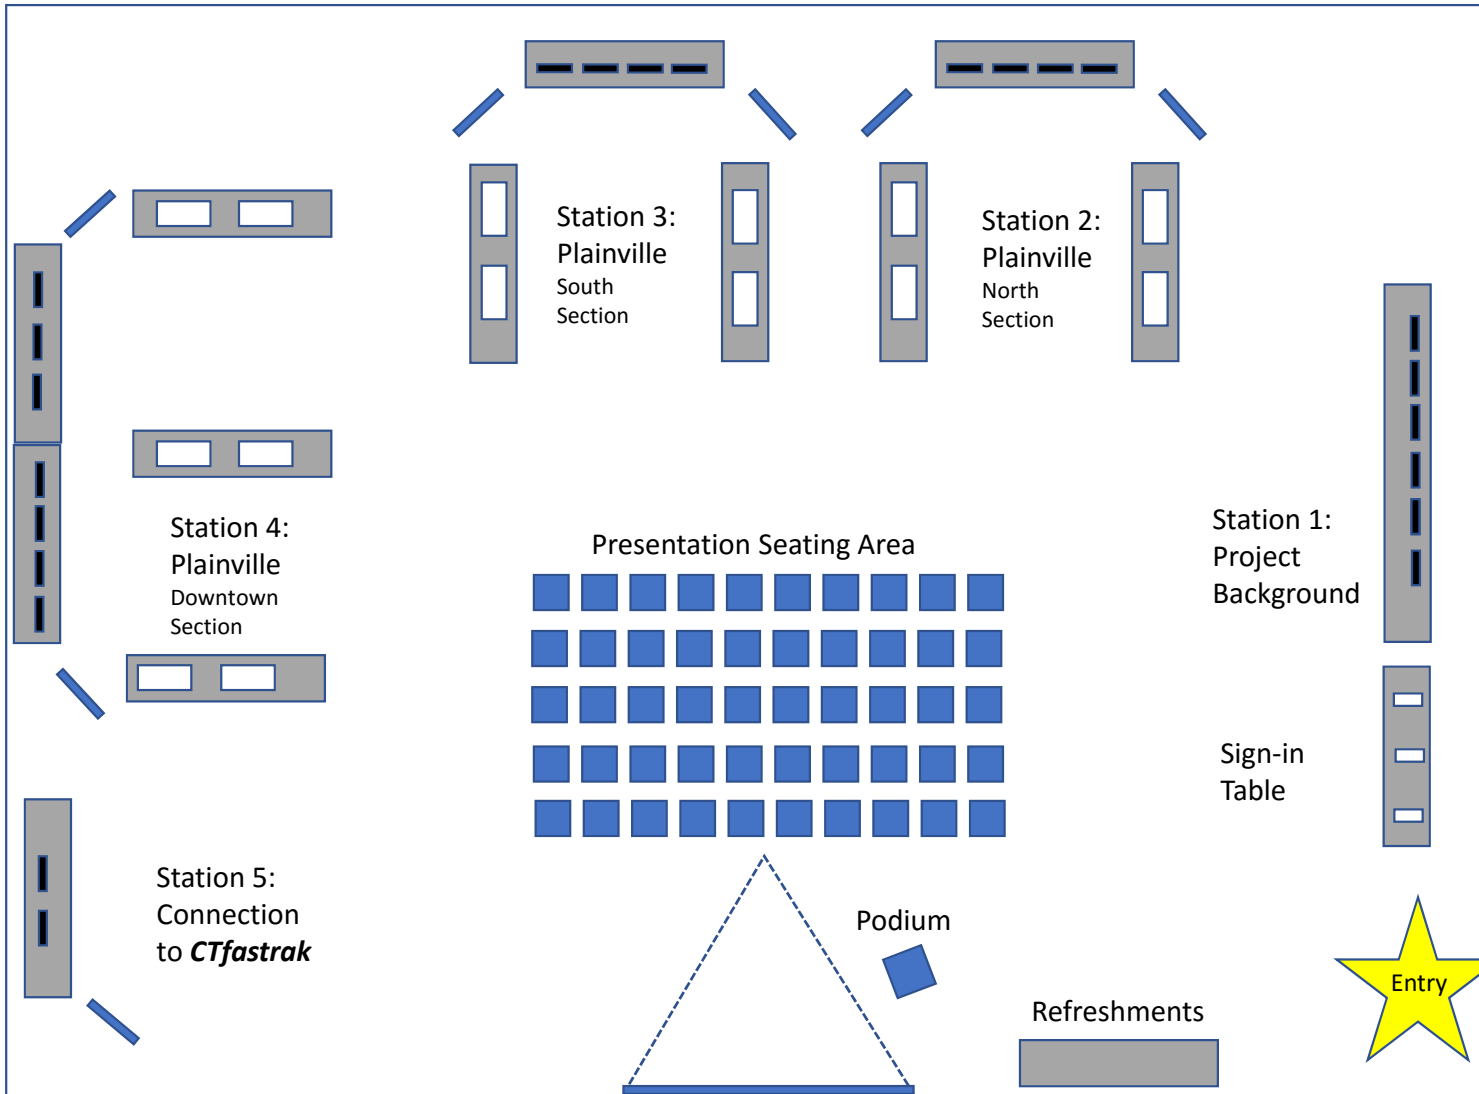 Station 3:
Plainville
South
Section
Station 2:
Plainville
North
Section
Station 4:
Plainville
Downtown
Section
Presentation Seating Area
Station 1:
Project
Background
Sign-in
Table
Station 5:
Connection
to CTfastrak
Podium
Refreshments
Entry